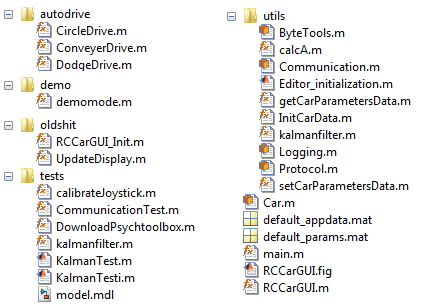 autodrive
CircleDrive.m
ConveyerDrive.m
DodgeDrive.m
demo
demomode.m
oldshit
RCCarGUI_Init.m
UpdateDisplay.m
tests
calibrateJoystick.m
CommunicationTest.m
DownloadPsychtoolbox.m
kalmanfilter.m
KalmanTest.m
KalmanTesti.m
model.mdl
utils
ByteTools.m
calcA.m
Communication.m
Editor_initialization.m
getCarParametersData.m
InitCarData.m
kalmanfilter.m
Logging.m
Protocol.m
setCarParametersData.m
Car.m
default_appdata.mat
default_params.mat
main.m
RCCarGUI.fig
RCCarGUI.m